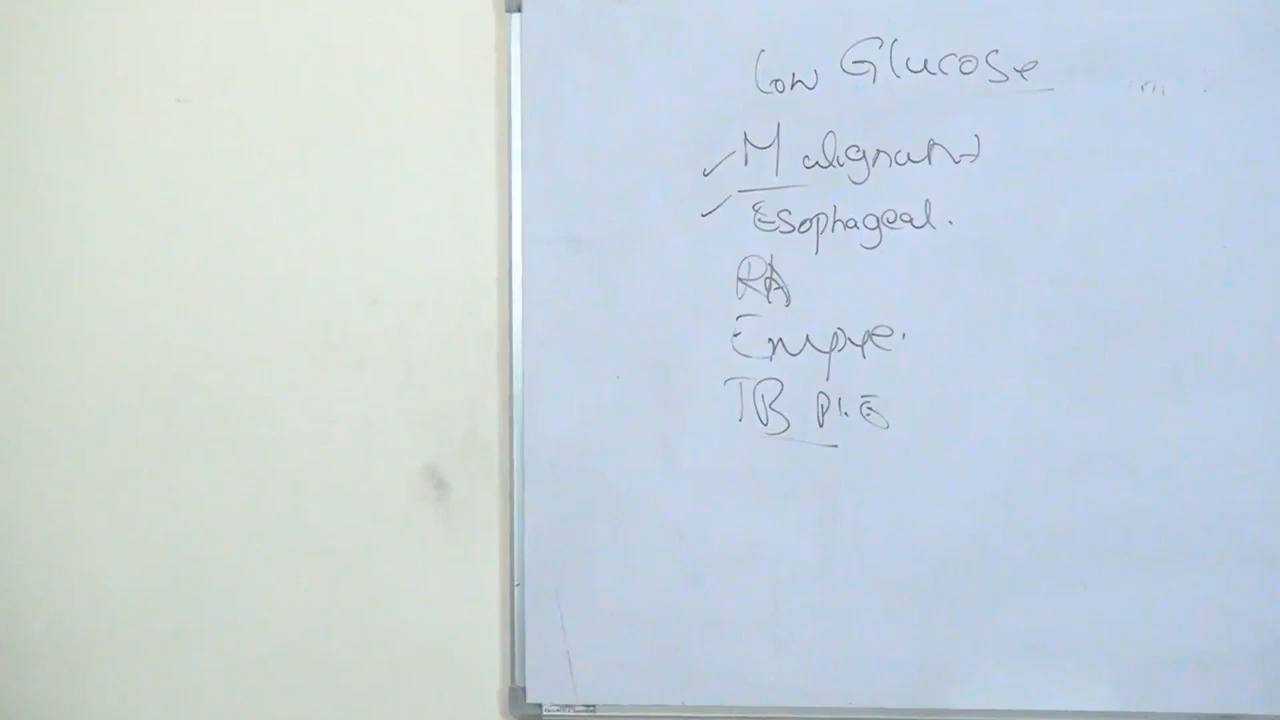 Low Glucose
Malignant
Esophageal.
RA
Empye.
TB Pl.E